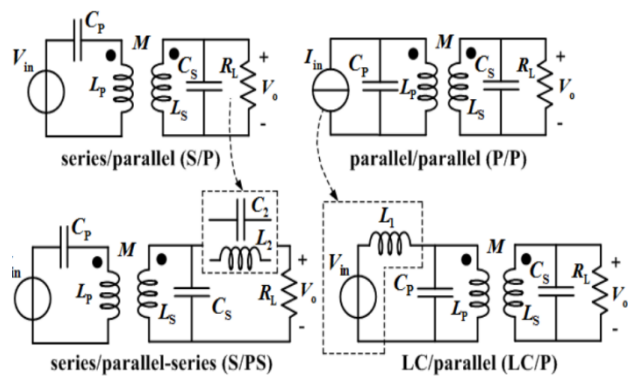 C_P
M
V_in
L_P
L_S
C_S
R_L
+
V_o
-
series/parallel (S/P)
I_in
C_P
L_P
M
L_S
C_S
R_L
+
V_o
-
parallel/parallel (P/P)
C_P
M
C_2
L_2
in
L_P
L_S
C_S
R_L
+
V_o
-
series/parallel-series (S/PS)
L_1
V_in
C_P
L_P
M
L_S
C_S
R_L
+
V_o
-
LC/parallel (LC/P)